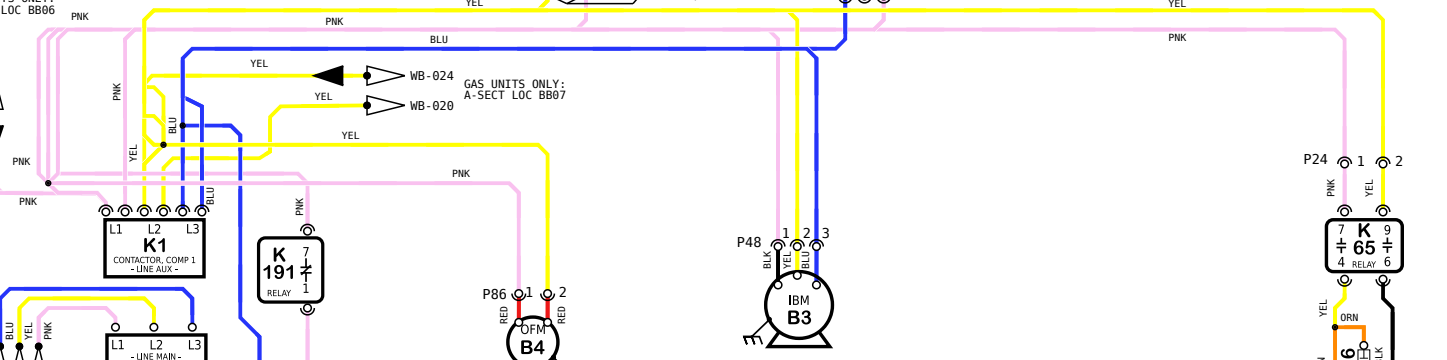 TS ONLY:
LOC BB06
PNK
YEL
YEL
PNK
PNK
BLU
YEL
WB-024
GAS UNITS ONLY:
A-SECT LOC BB07
PNK
YEL
WB-020
BLU
YEL
YEL
PNK
PNK
P24
1
2
PNK
BLU
PNK
PNK
PNK
YEL
L1
L2
L3
K1
CONTACTOR, COMP 1
- LINE AUX -
K
191
7
1
RELAY
P48
1
2
3
BLK
YEL
BLU
IBM
B3
7
K
9
65
4
RELAY
6
P86
1
2
RED
RED
OFM
B4
YEL
ORN
BLU
YEL
PNK
L1
L2
L3
- LINE MAIN -
6